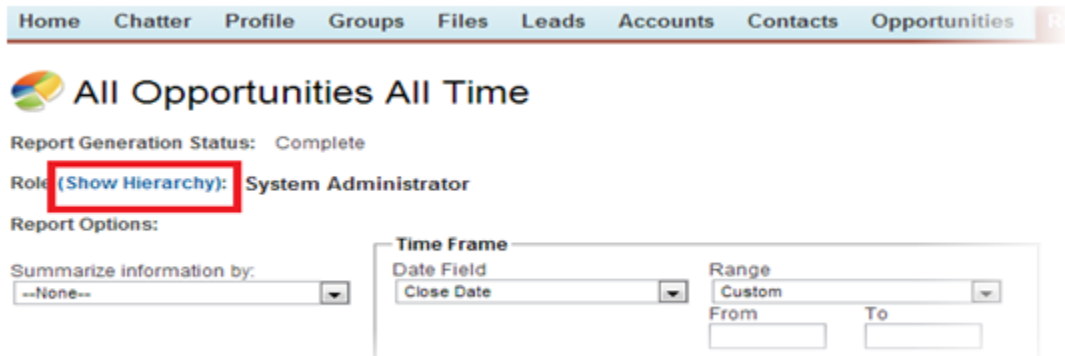 Home Chatter Profile Groups Files Leads Accounts Contacts Opportunities R
All Opportunities All Time
Report Generation Status: Complete
Role (Show Hierarchy): System Administrator
Report Options:
Time Frame
Summarize information by: Date Field Range
--None-- Close Date Custom
From To